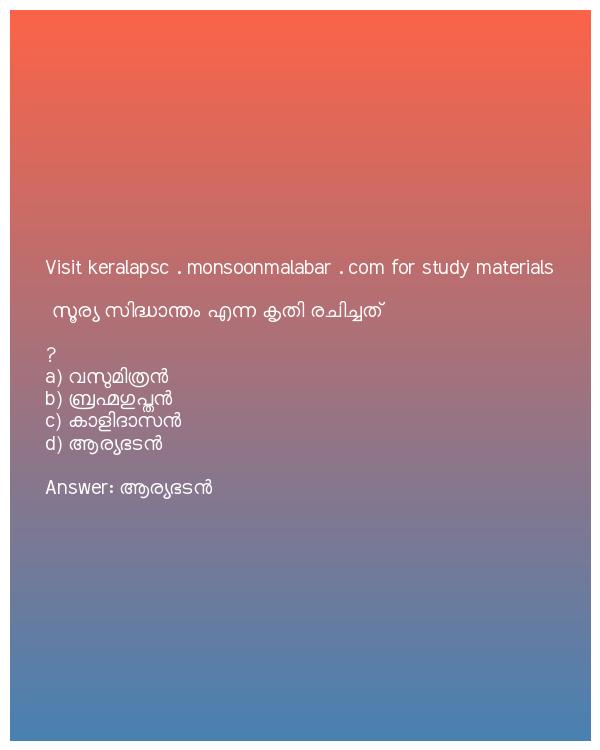 Visit keralapsc . monsoonmalabar . com for study materials
സൂര്യ സിദ്ധാന്തം എന്ന കൃതി രചിച്ചത്
?
a) വസുമിത്രൻ
b) ബ്രഹ്മഗുപ്തൻ
c) കാളിദാസൻ
d) ആര്യഭടൻ
Answer: ആര്യഭടൻ